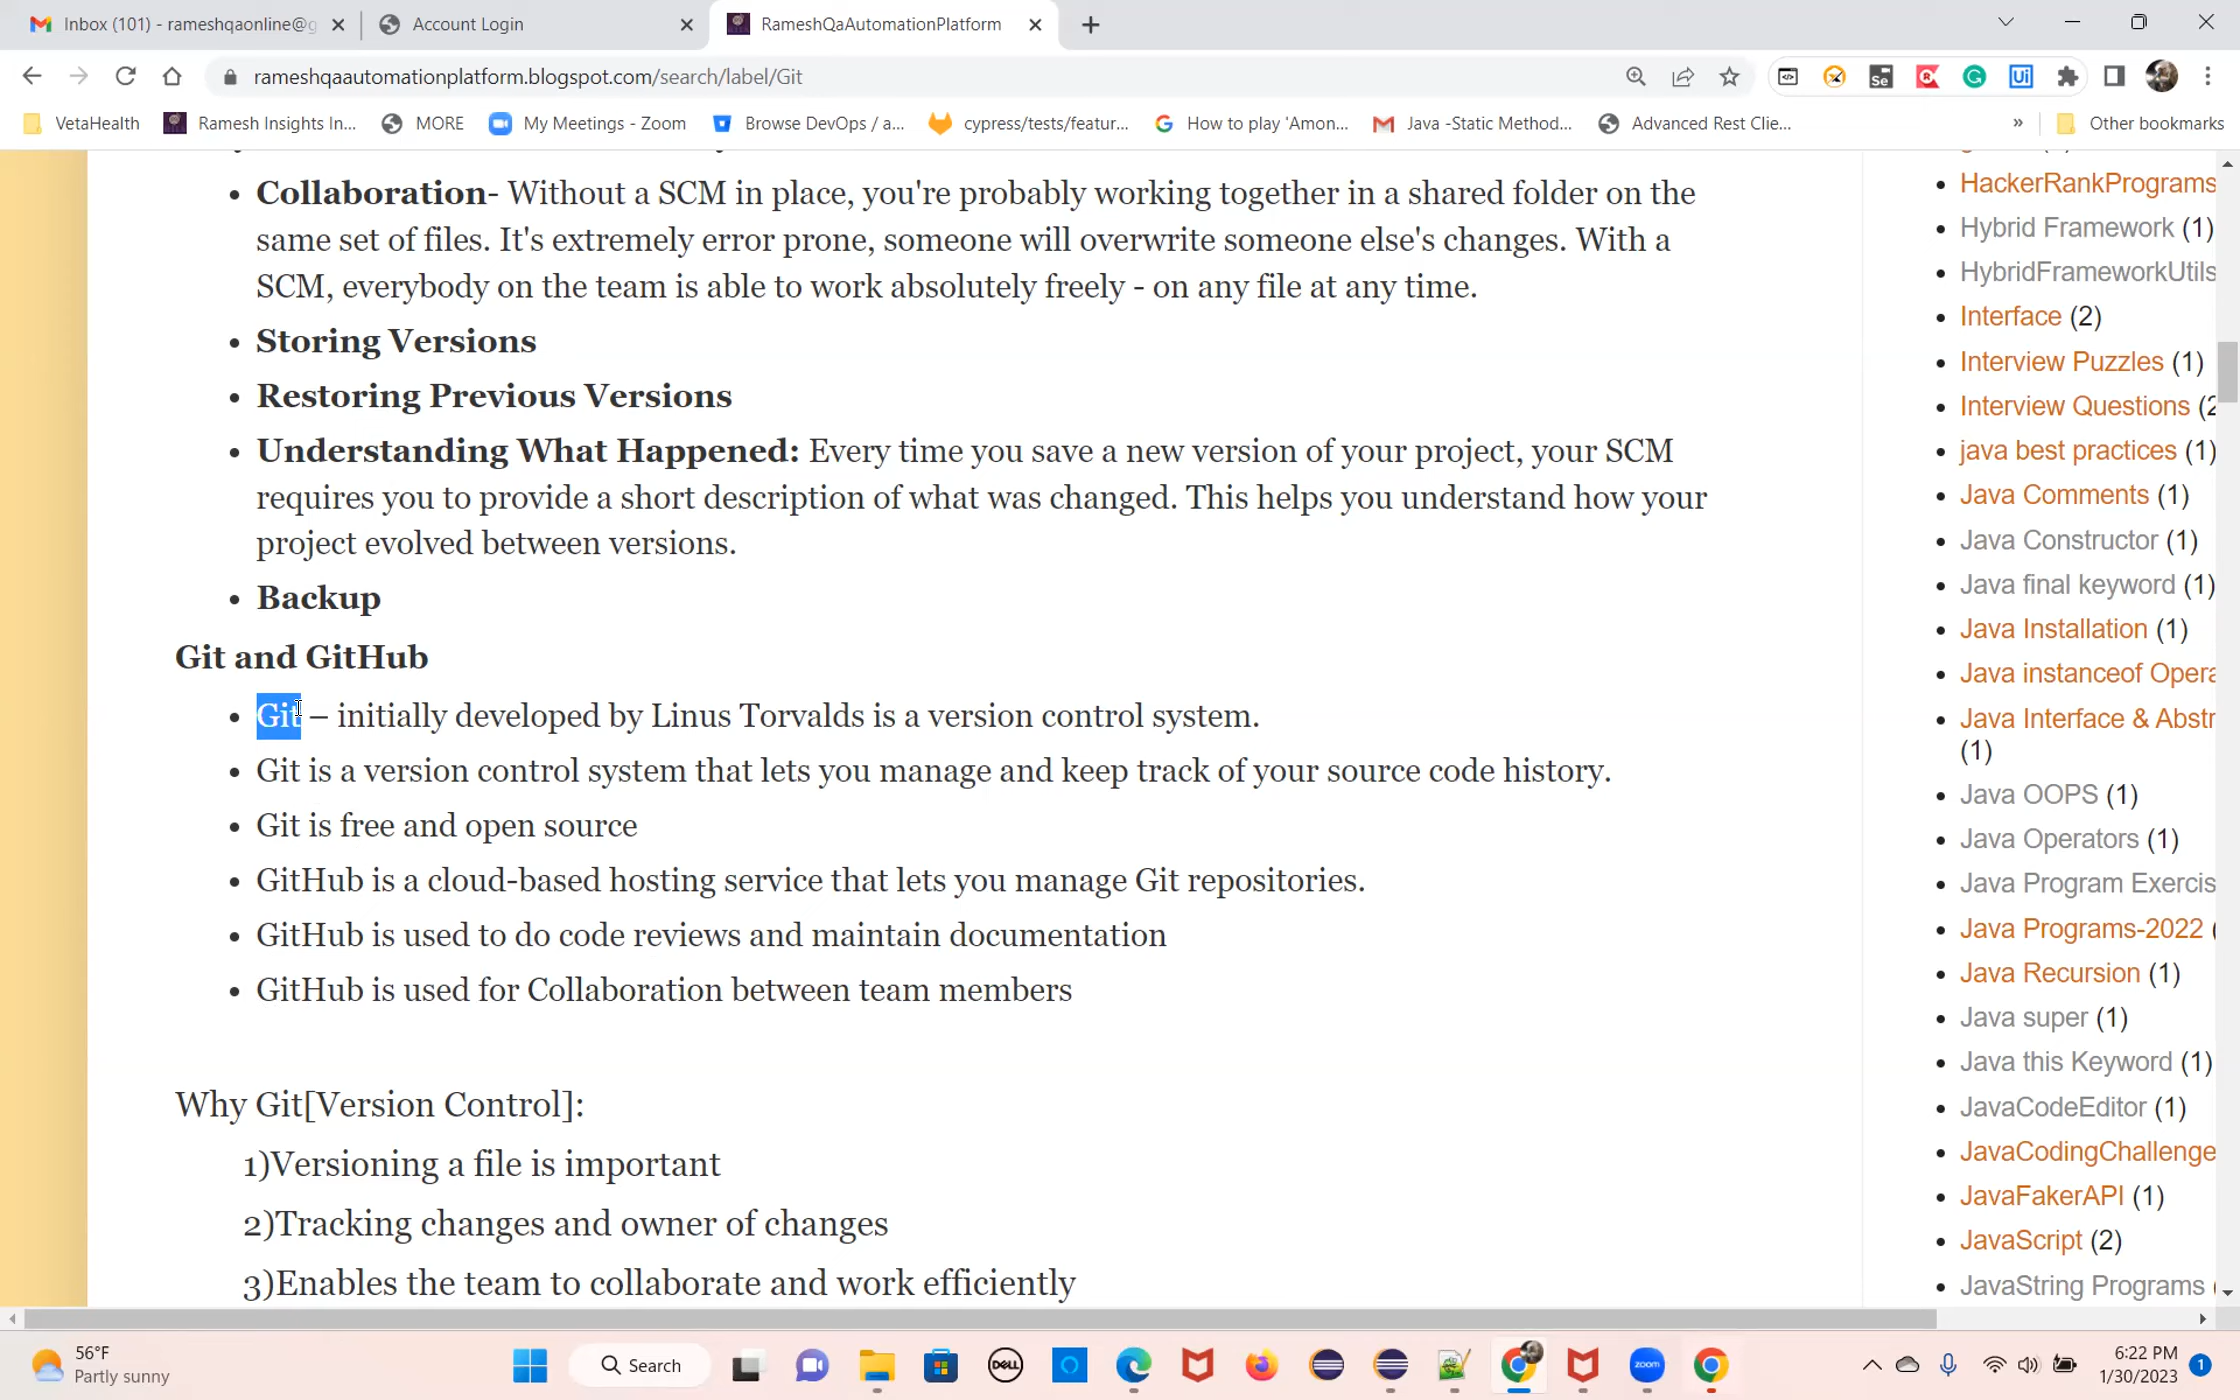 Inbox (101) - rameshqaonline@g
Account Login
RameshQaAutomationPlatform
rameshqaautomationplatform.blogspot.com/search/label/Git
VetaHealth
Ramesh Insights In...
MORE
My Meetings - Zoom
Browse DevOps / a...
cypress/tests/featur...
How to play 'Amon...
Java -Static Method...
Advanced Rest Clie...
»
Other bookmarks
• Collaboration- Without a SCM in place, you're probably working together in a shared folder on the
same set of files. It's extremely error prone, someone will overwrite someone else's changes. With a
SCM, everybody on the team is able to work absolutely freely - on any file at any time.
• Storing Versions
• Restoring Previous Versions
• Understanding What Happened: Every time you save a new version of your project, your SCM
requires you to provide a short description of what was changed. This helps you understand how your
project evolved between versions.
• Backup
Git and GitHub
• Git – initially developed by Linus Torvalds is a version control system.
• Git is a version control system that lets you manage and keep track of your source code history.
• Git is free and open source
• GitHub is a cloud-based hosting service that lets you manage Git repositories.
• GitHub is used to do code reviews and maintain documentation
• GitHub is used for Collaboration between team members
Why Git[Version Control]:
1)Versioning a file is important
2)Tracking changes and owner of changes
3)Enables the team to collaborate and work efficiently
• HackerRankPrograms
• Hybrid Framework (1)
• HybridFrameworkUtils
• Interface (2)
• Interview Puzzles (1)
• Interview Questions (2
• java best practices (1)
• Java Comments (1)
• Java Constructor (1)
• Java final keyword (1)
• Java Installation (1)
• Java instanceof Opera
• Java Interface & Abstr
(1)
• Java OOPS (1)
• Java Operators (1)
• Java Program Exercis
• Java Programs-2022 (
• Java Recursion (1)
• Java super (1)
• Java this Keyword (1)
• JavaCodeEditor (1)
• JavaCodingChallenge
• JavaFakerAPI (1)
• JavaScript (2)
• JavaString Programs (
56°F
Partly sunny
Search
DELL
zoom
6:22 PM
1/30/2023
1